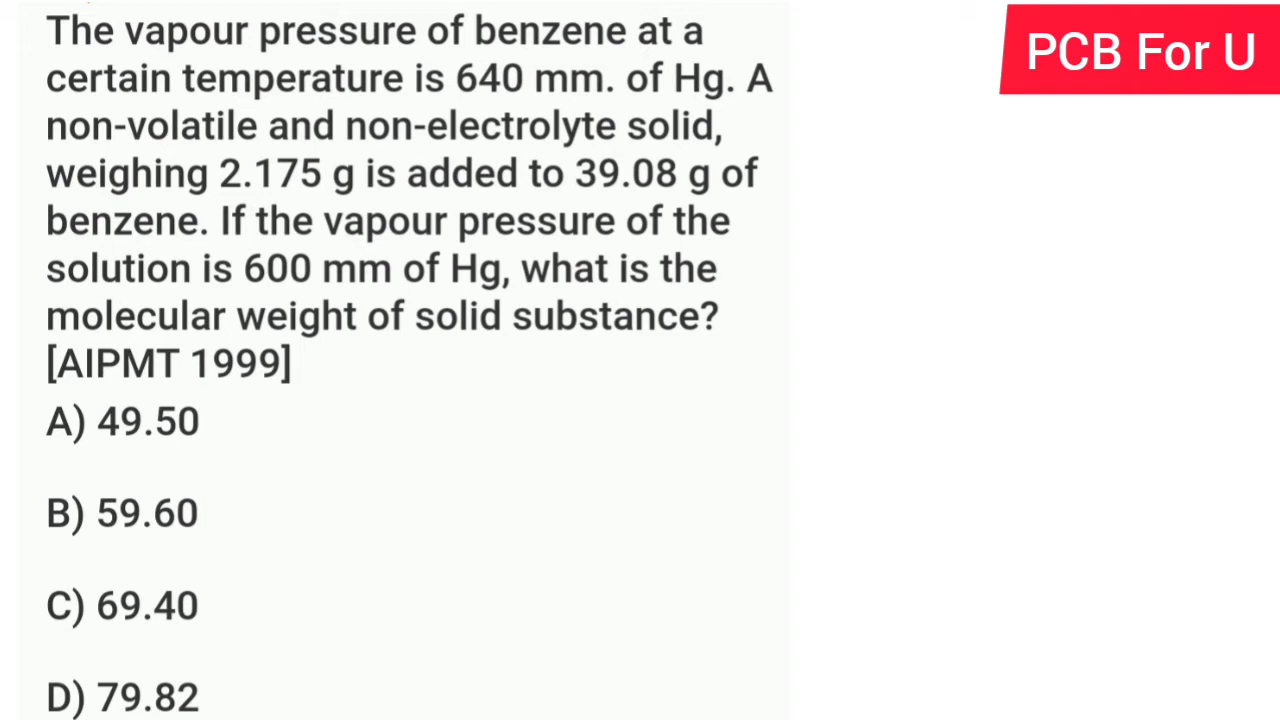 The vapour pressure of benzene at a
certain temperature is 640 mm. of Hg. A
non-volatile and non-electrolyte solid,
weighing 2.175 g is added to 39.08 g of
benzene. If the vapour pressure of the
solution is 600 mm of Hg, what is the
molecular weight of solid substance?
[AIPMT 1999]
A) 49.50
B) 59.60
C) 69.40
D) 79.82
PCB For U